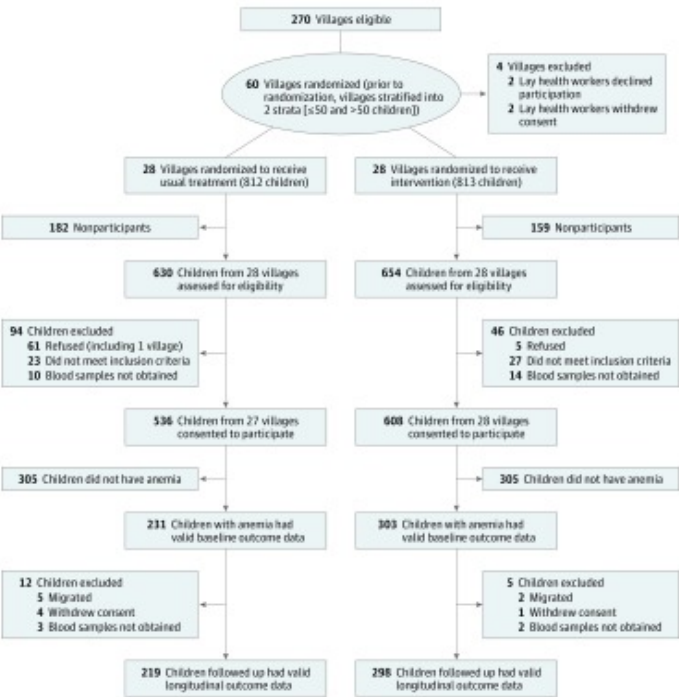 270 Villages eligible
60 Villages randomized (prior to
randomization, villages stratified into
2 strata [≤50 and >50 children])
4 Villages excluded
2 Lay health workers declined
participation
2 Lay health workers withdrew
consent
28 Villages randomized to receive
usual treatment (812 children)
28 Villages randomized to receive
intervention (813 children)
182 Nonparticipants
159 Nonparticipants
630 Children from 28 villages
assessed for eligibility
654 Children from 28 villages
assessed for eligibility
94 Children excluded
61 Refused (including 1 village)
23 Did not meet inclusion criteria
10 Blood samples not obtained
46 Children excluded
5 Refused
27 Did not meet inclusion criteria
14 Blood samples not obtained
536 Children from 27 villages
consented to participate
608 Children from 28 villages
consented to participate
305 Children did not have anemia
305 Children did not have anemia
231 Children with anemia had
valid baseline outcome data
303 Children with anemia had
valid baseline outcome data
12 Children excluded
5 Migrated
4 Withdrew consent
3 Blood samples not obtained
5 Children excluded
2 Migrated
1 Withdrew consent
2 Blood samples not obtained
219 Children followed up had valid
longitudinal outcome data
298 Children followed up had valid
longitudinal outcome data